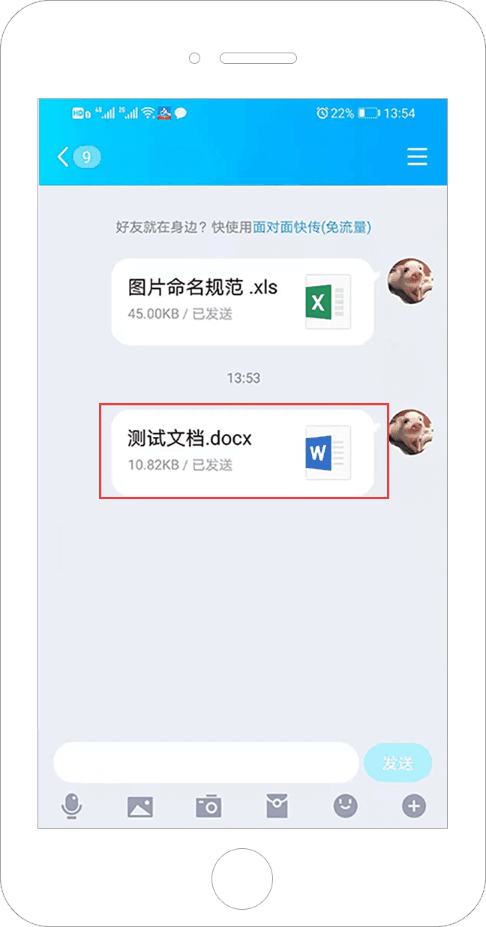 HD 4G 2G 22% 13:54
9
好友就在身边？快使用面对面快传(免流量)
图片命名规范 .xls
45.00KB / 已发送
X
13:53
测试文档.docx
10.82KB / 已发送
W
发送